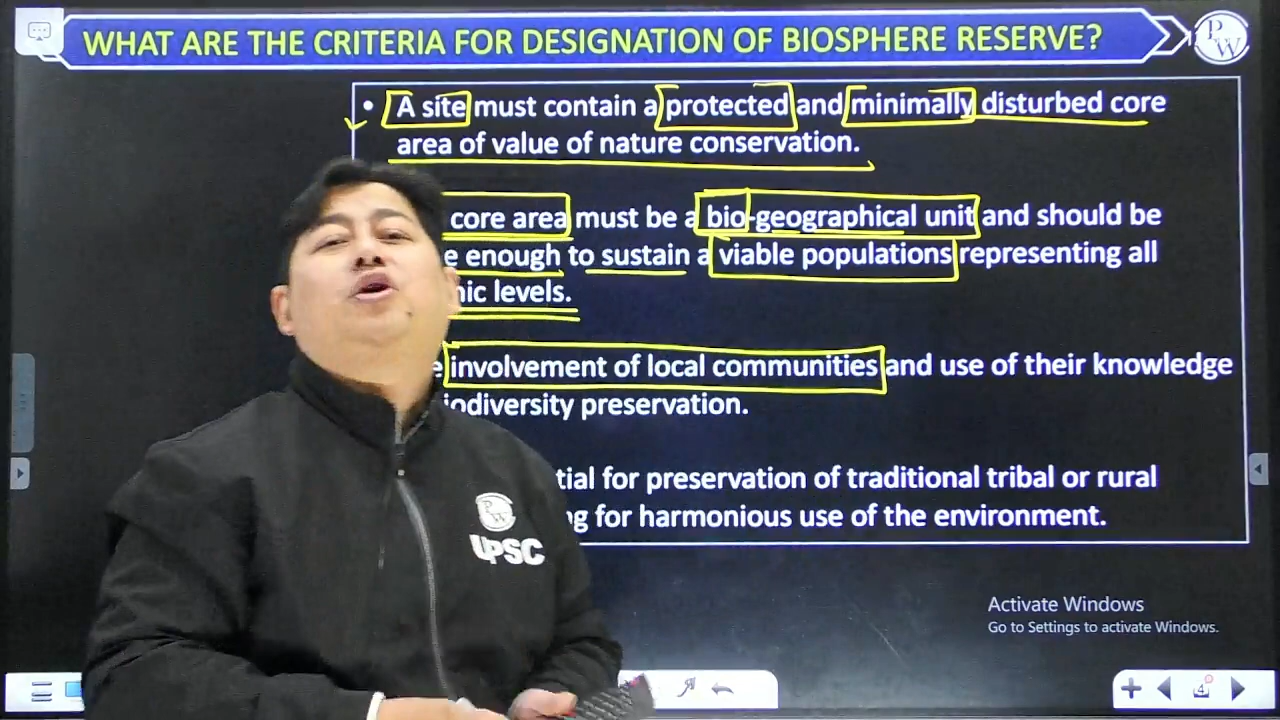 WHAT ARE THE CRITERIA FOR DESIGNATION OF BIOSPHERE RESERVE?
PW
• A site must contain a protected and minimally disturbed core
area of value of nature conservation.
core area must be a bio-geographical unit and should be
enough to sustain a viable populations representing all
levels.
involvement of local communities and use of their knowledge
preservation.
for preservation of traditional tribal or rural
for harmonious use of the environment.
PW
UPSC
Activate Windows
Go to Settings to activate Windows.
4